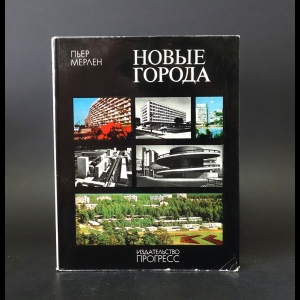 ПЬЕР
МЕРЛЕН
НОВЫЕ
ГОРОДА
ИЗДАТЕЛЬСТВО
ПРОГРЕСС